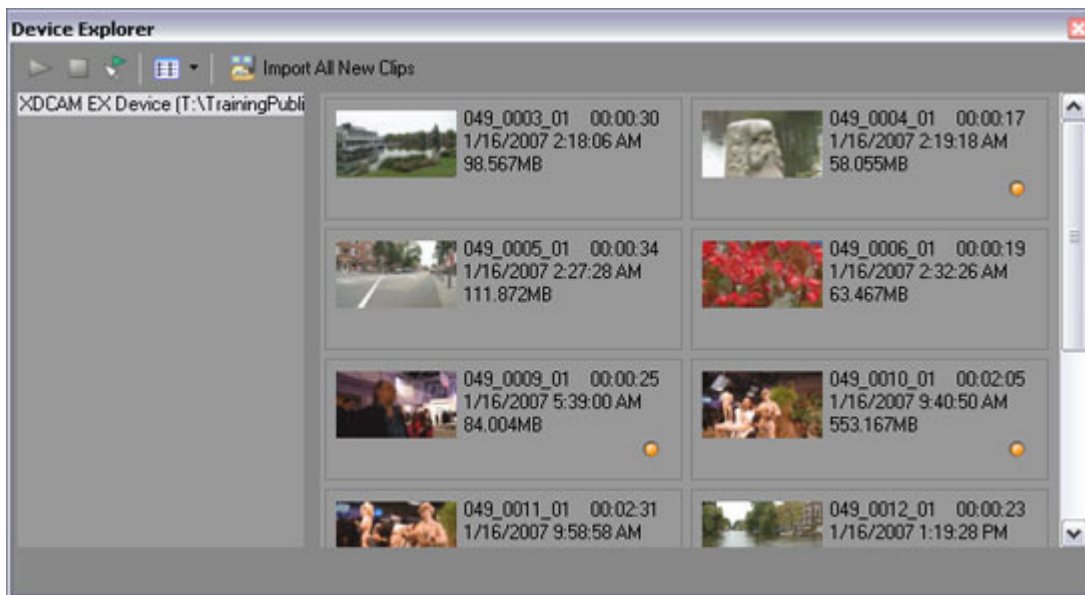 Device Explorer
Import All New Clips
XDCAM EX Device (T:\TrainingPubli
049_0003_01 00:00:30
1/16/2007 2:18:06 AM
98.567MB
049_0004_01 00:00:17
1/16/2007 2:19:18 AM
58.055MB
049_0005_01 00:00:34
1/16/2007 2:27:28 AM
111.872MB
049_0006_01 00:00:19
1/16/2007 2:32:26 AM
63.467MB
049_0009_01 00:00:25
1/16/2007 5:39:00 AM
84.004MB
049_0010_01 00:02:05
1/16/2007 9:40:50 AM
553.167MB
049_0011_01 00:02:31
1/16/2007 9:58:58 AM
049_0012_01 00:00:23
1/16/2007 1:19:28 PM